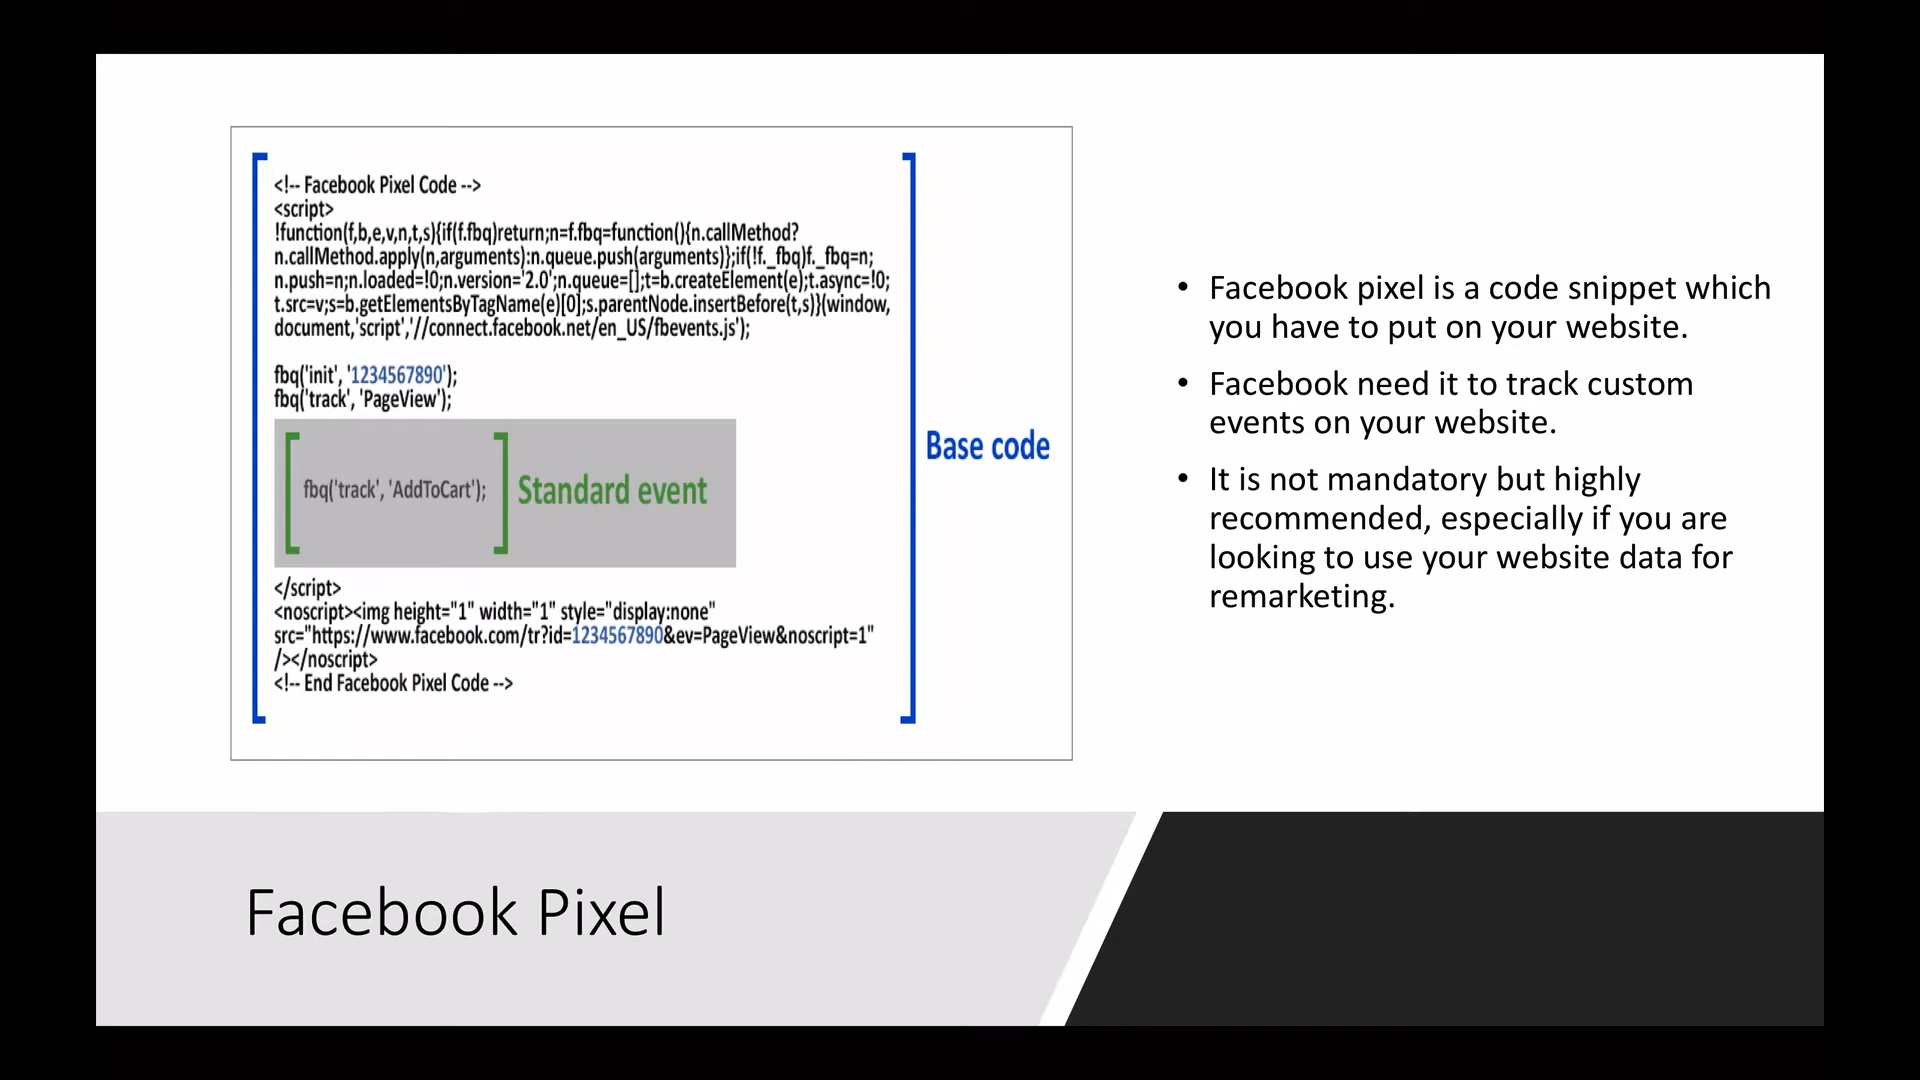 <!-- Facebook Pixel Code -->
<script>
!function(f,b,e,v,n,t,s){if(f.fbq)return;n=f.fbq=function(){n.callMethod?
n.callMethod.apply(n,arguments):n.queue.push(arguments)};if(!f._fbq)f._fbq=n;
n.push=n;n.loaded=!0;n.version='2.0';n.queue=[];t=b.createElement(e);t.async=!0;
t.src=v;s=b.getElementsByTagName(e)[0];s.parentNode.insertBefore(t,s)}(window,
document,'script','//connect.facebook.net/en_US/fbevents.js');
fbq('init', '1234567890');
fbq('track', 'PageView');
fbq('track', 'AddToCart');
Standard event
</script>
<noscript><img height="1" width="1" style="display:none"
src="https://www.facebook.com/tr?id=1234567890&ev=PageView&noscript=1"
/></noscript>
<!-- End Facebook Pixel Code -->
Base code
• Facebook pixel is a code snippet which
you have to put on your website.
• Facebook need it to track custom
events on your website.
• It is not mandatory but highly
recommended, especially if you are
looking to use your website data for
remarketing.
Facebook Pixel